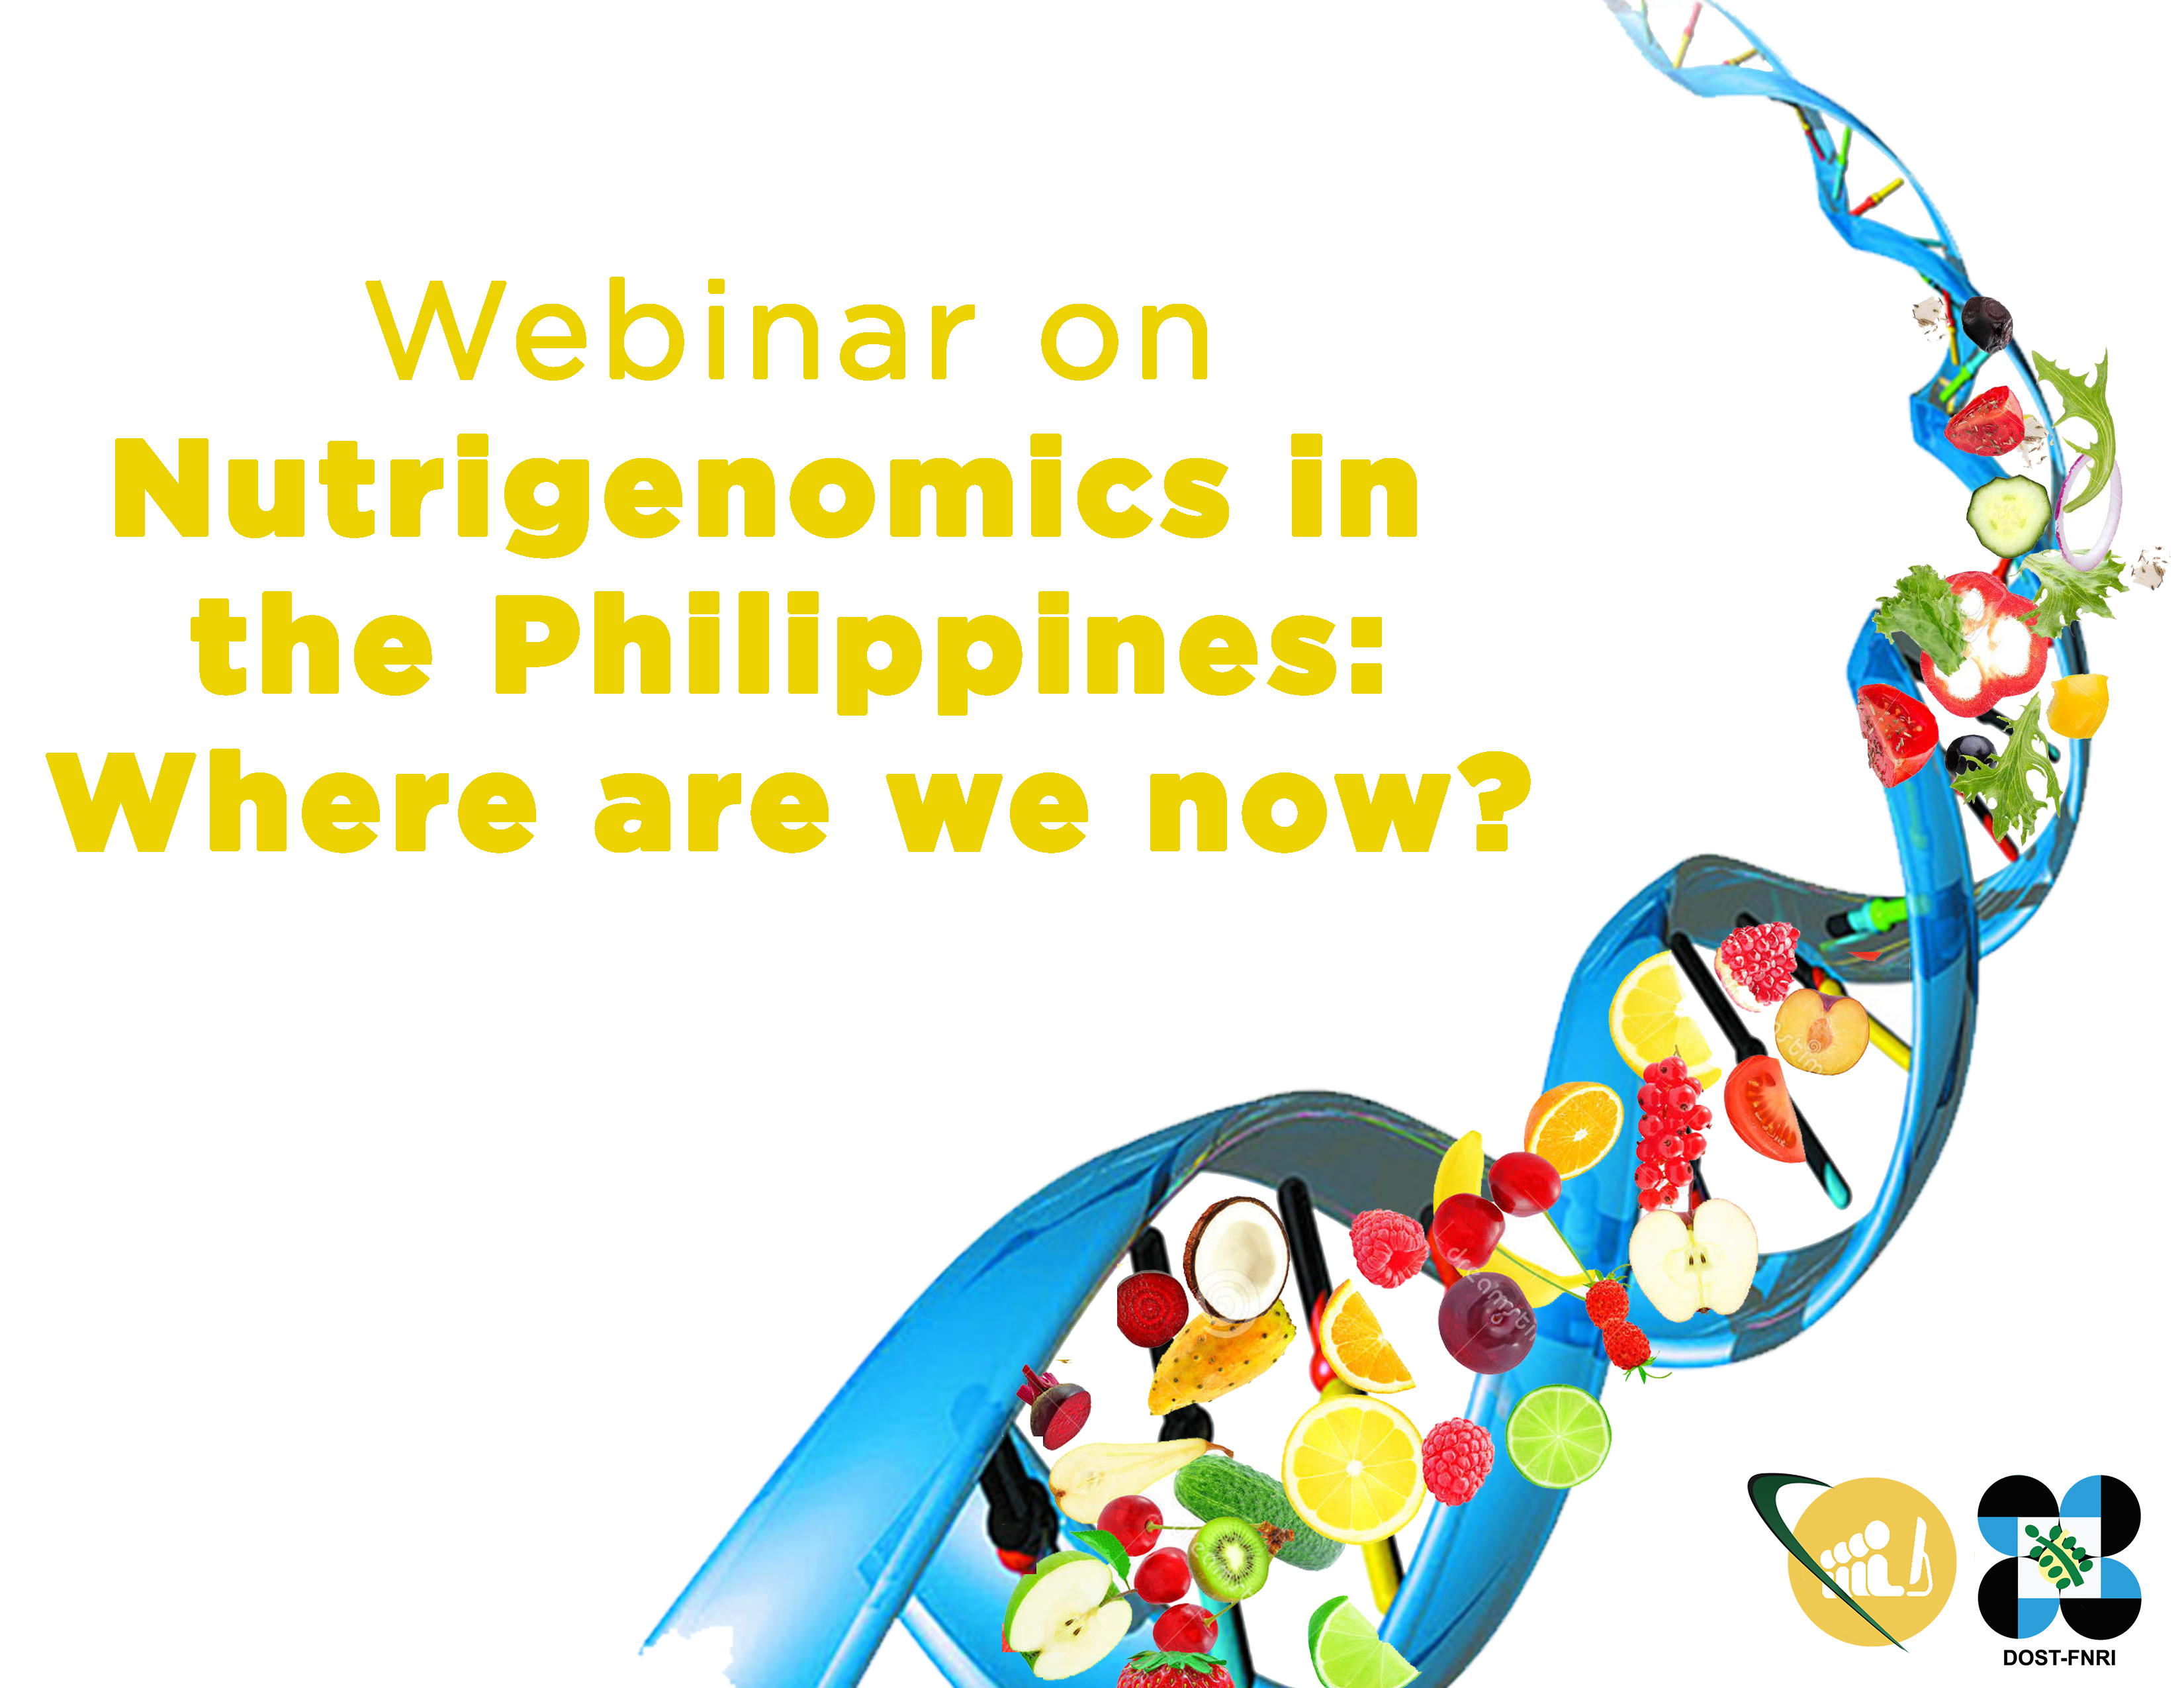 Webinar on
Nutrigenomics in
the Philippines:
Where are we now?
DOST-FNRI